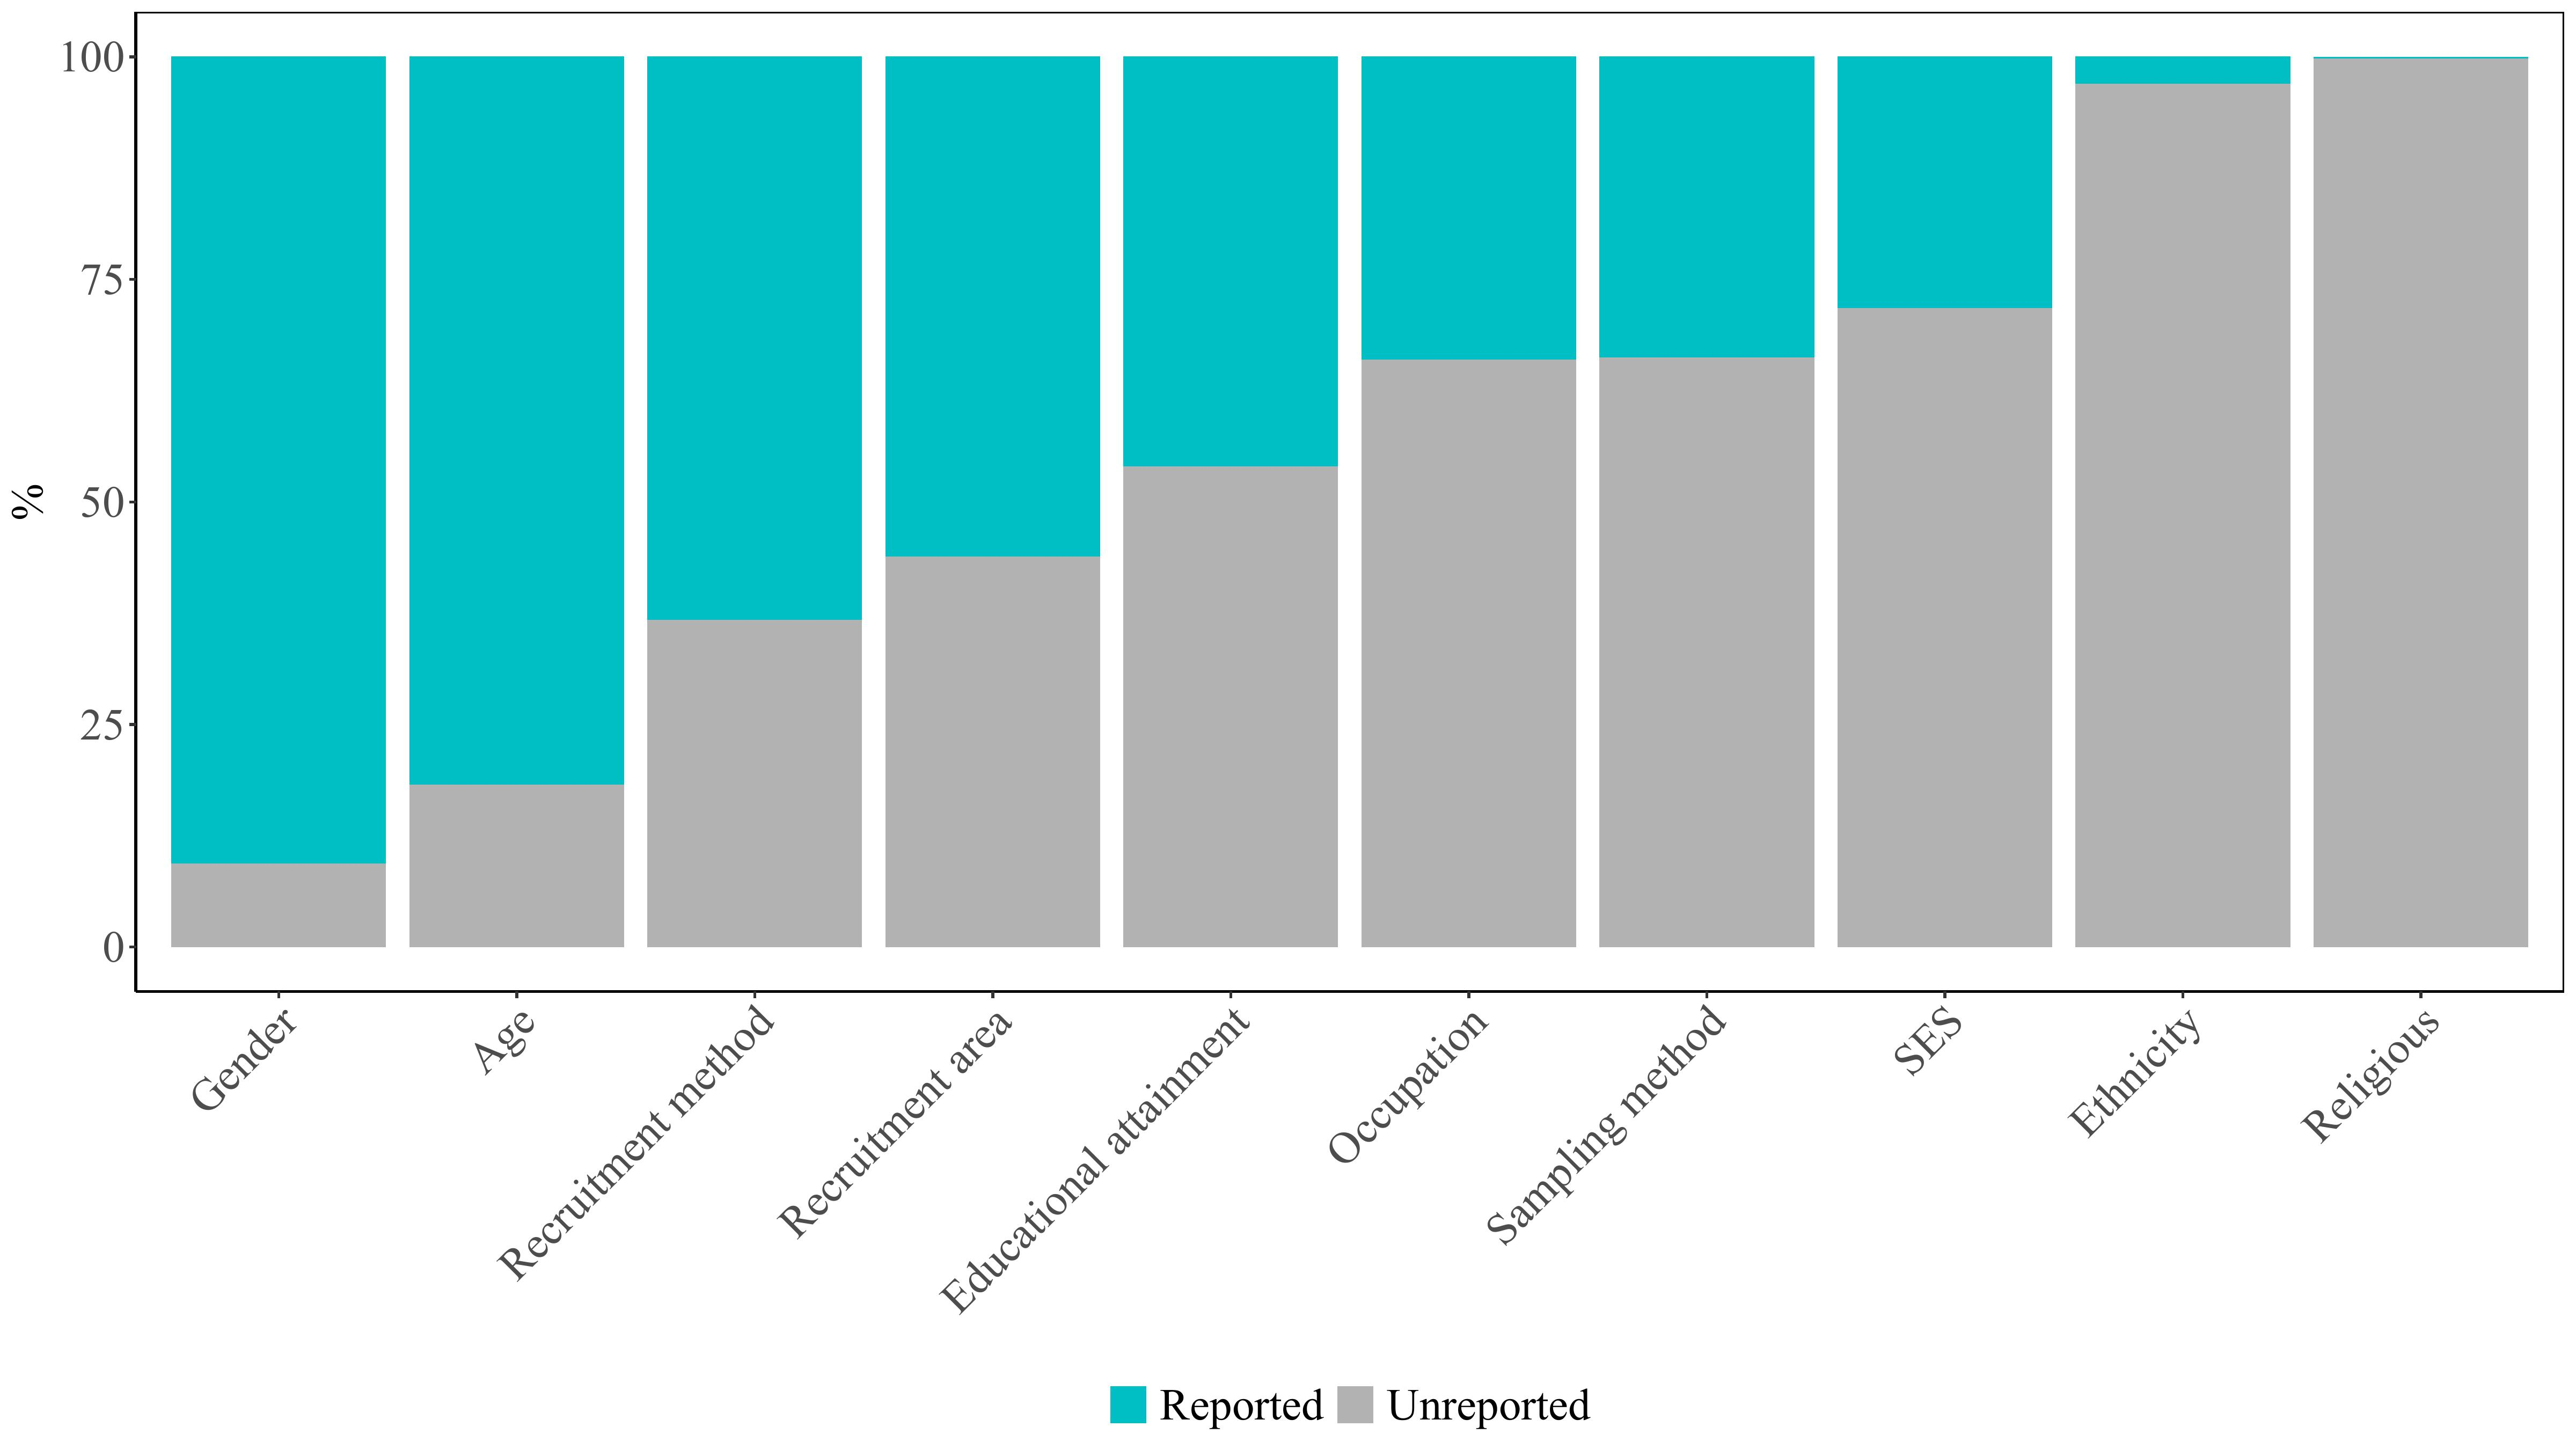 %
100
75
50
25
0
Gender
Age
Recruitment method
Recruitment area
Educational attainment
Occupation
Sampling method
SES
Ethnicity
Religious
Reported
Unreported